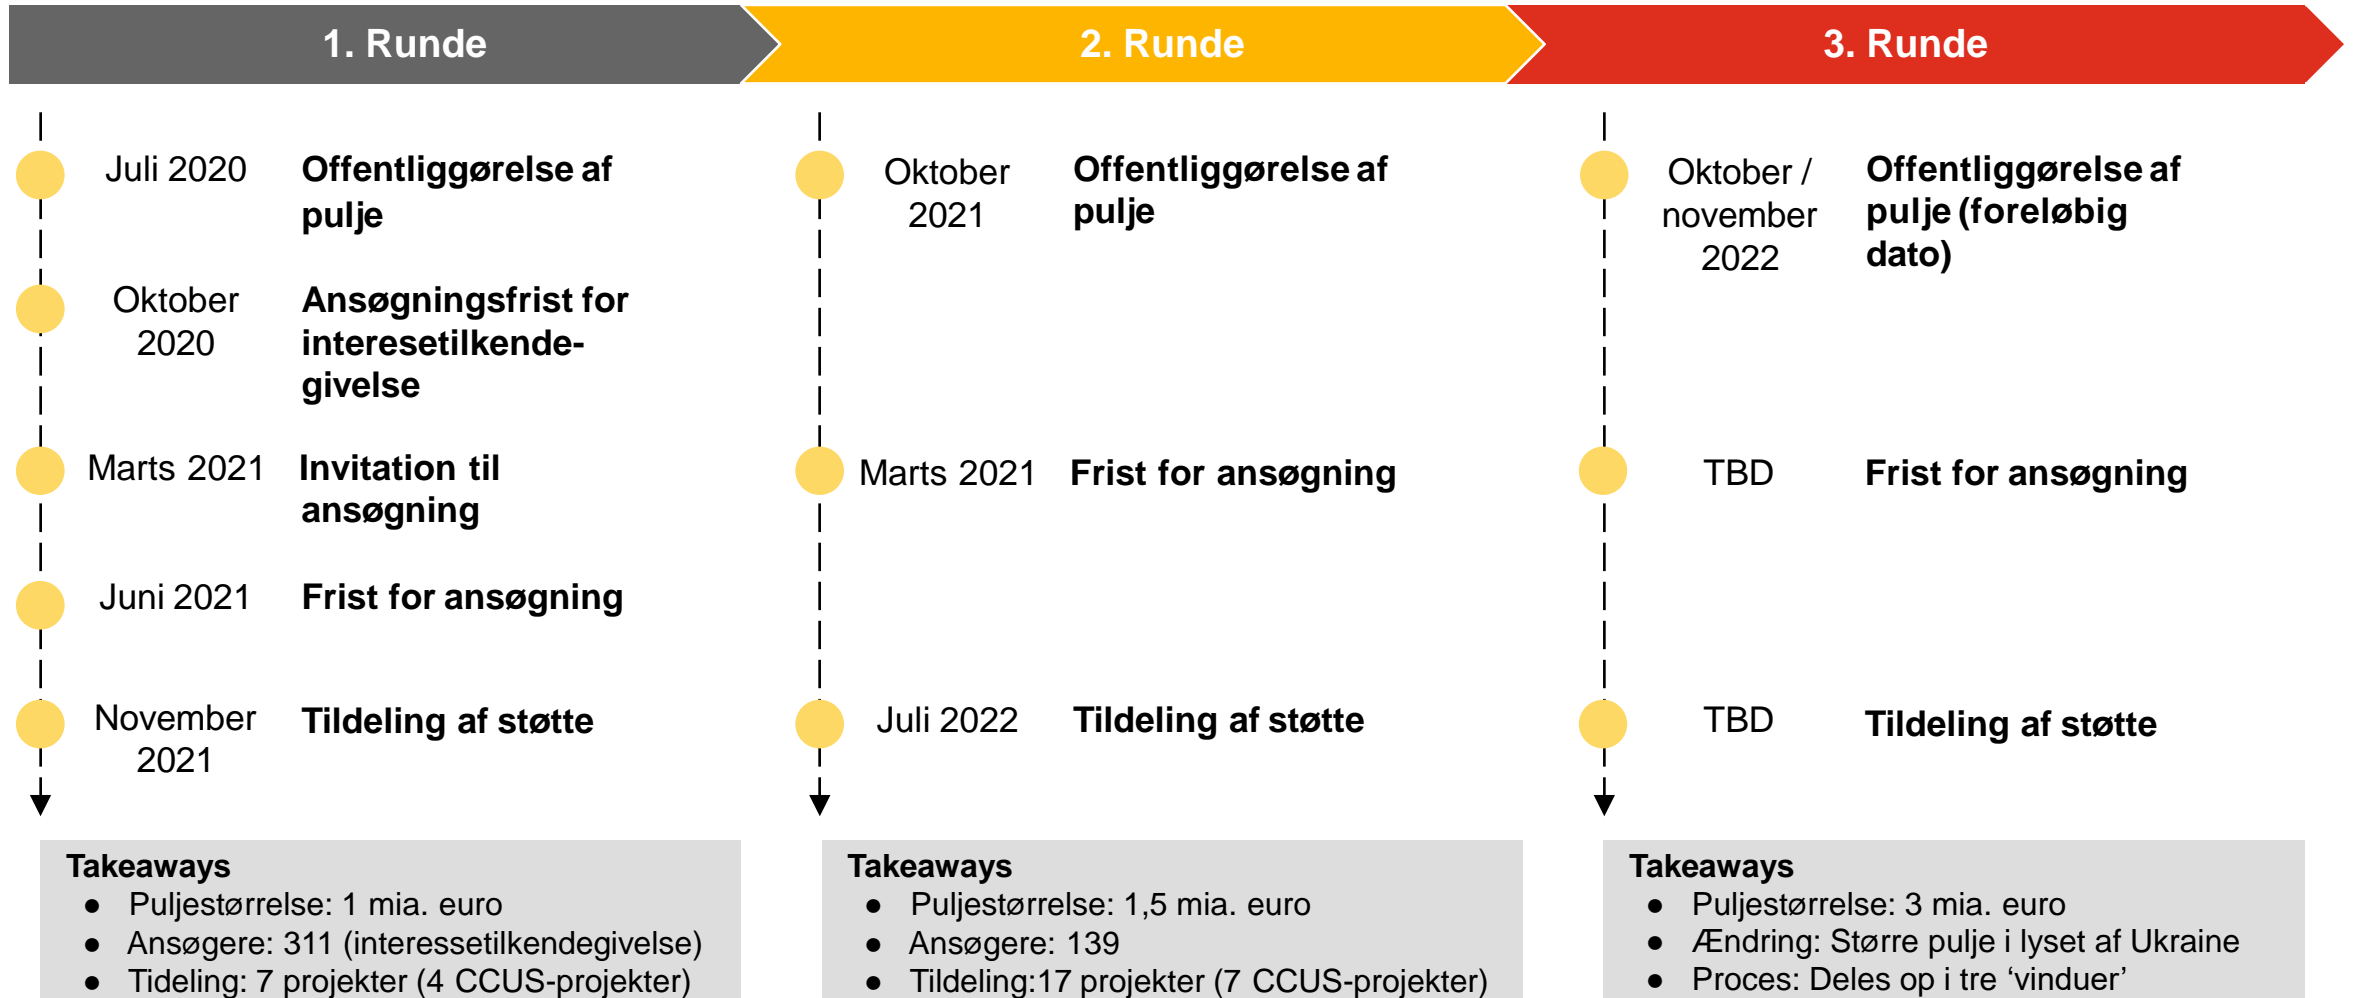 1. Runde
Juli 2020
Offentliggørelse af
pulje
Oktober
2020
Ansøgningsfrist for
interesetilkende-
givelse
Marts 2021
Invitation til
ansøgning
Juni 2021
Frist for ansøgning
November
2021
Tildeling af støtte
Takeaways
● Puljestørrelse: 1 mia. euro
● Ansøgere: 311 (interessetilkendegivelse)
● Tideling: 7 projekter (4 CCUS-projekter)
2. Runde
Oktober
2021
Offentliggørelse af
pulje
Marts 2021
Frist for ansøgning
Juli 2022
Tildeling af støtte
Takeaways
● Puljestørrelse: 1,5 mia. euro
● Ansøgere: 139
● Tildeling:17 projekter (7 CCUS-projekter)
3. Runde
Oktober /
november
2022
Offentliggørelse af
pulje (foreløbig
dato)
TBD
Frist for ansøgning
TBD
Tildeling af støtte
Takeaways
● Puljestørrelse: 3 mia. euro
● Ændring: Større pulje i lyset af Ukraine
● Proces: Deles op i tre ‘vinduer’